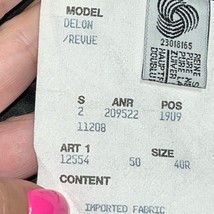 MODEL
DELON
/REVUE
23018165
S ANR POS
2 209522 1909
11208
ART 1 SIZE
12554 50 40R
CONTENT
IMPORTED FABRIC